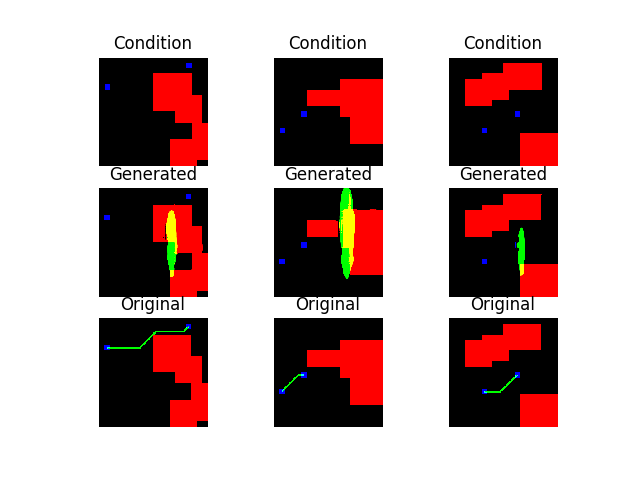 Condition Condition Condition
Generated Generated Generated
Original Original Original